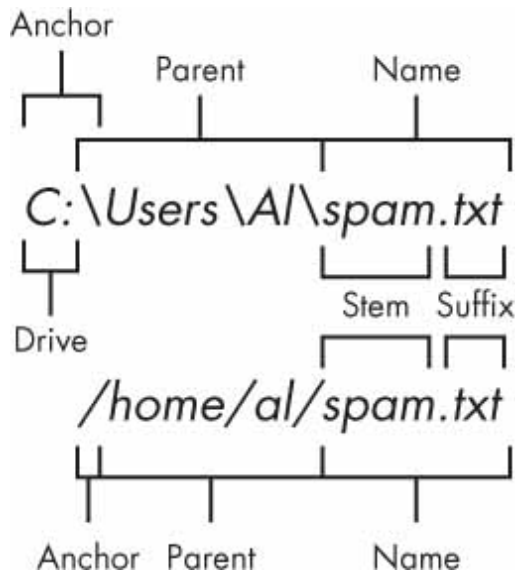 Anchor
Parent Name
C:\Users\Al\spam.txt
Stem Suffix
Drive
/home/al/spam.txt
Anchor Parent Name